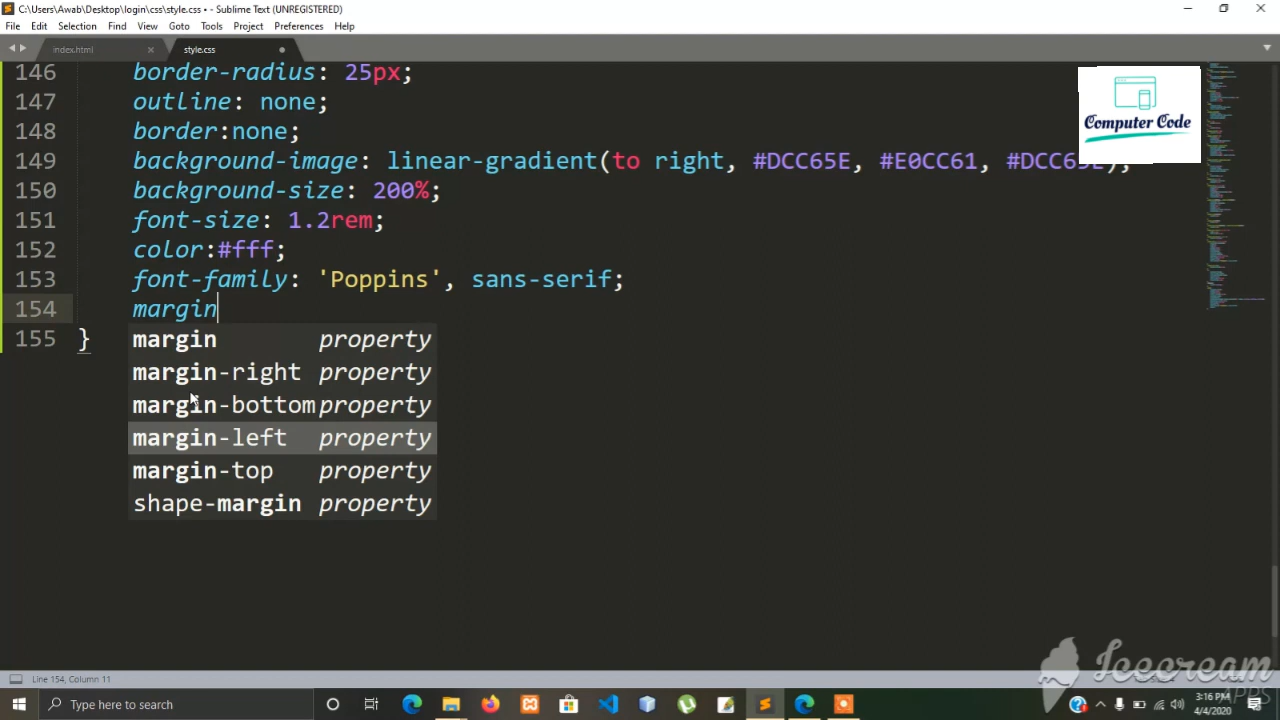 C:\Users\Awab\Desktop\login\css\style.css • - Sublime Text (UNREGISTERED)
File Edit Selection Find View Goto Tools Project Preferences Help
index.html
style.css
146 border-radius: 25px;
147 outline: none;
148 border:none;
149 background-image: linear-gradient(to right, #DCC65E, #E0CC61, #DCC65E);
150 background-size: 200%;
151 font-size: 1.2rem;
152 color:#fff;
153 font-family: 'Poppins', sans-serif;
154 margin
155 }
margin property
margin-right property
margin-bottom property
margin-left property
margin-top property
shape-margin property
Computer Code
Line 154, Column 11
Icecream
APPS
Type here to search
3:16 PM
4/4/2020